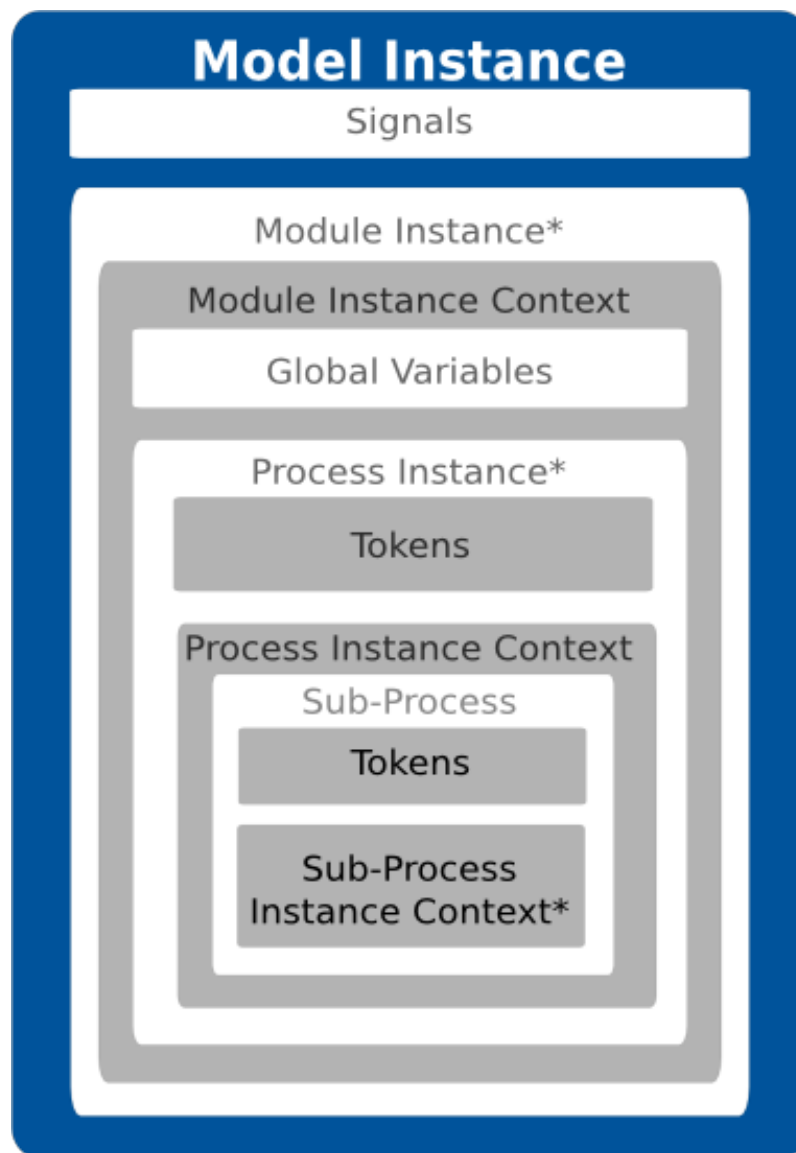 Model Instance
Signals
Module Instance*
Module Instance Context
Global Variables
Process Instance*
Tokens
Process Instance Context
Sub-Process
Tokens
Sub-Process
Instance Context*